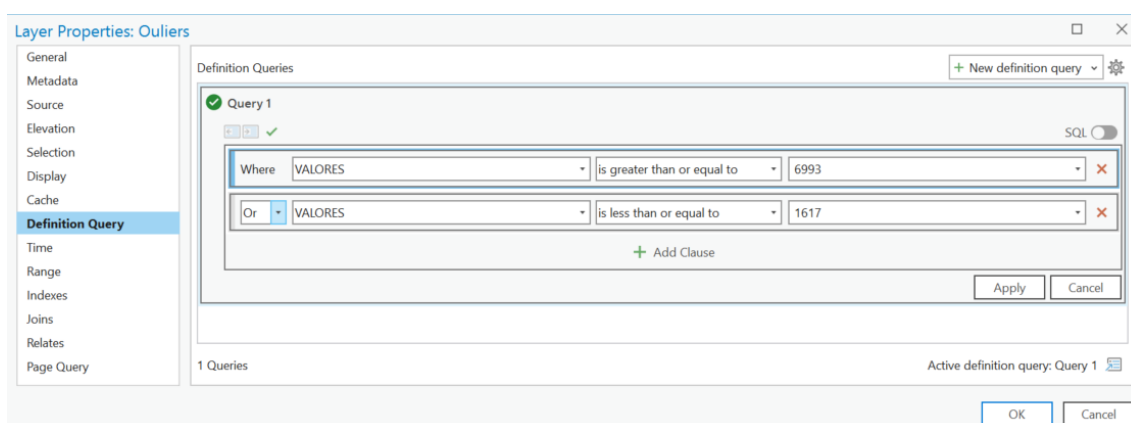 Layer Properties: Ouliers
General
Metadata
Source
Elevation
Selection
Display
Cache
Definition Query
Time
Range
Indexes
Joins
Relates
Page Query
Definition Queries
New definition query
Query 1
SQL
Where VALORES is greater than or equal to 6993
Or VALORES is less than or equal to 1617
Add Clause
Apply Cancel
1 Queries Active definition query: Query 1
OK Cancel